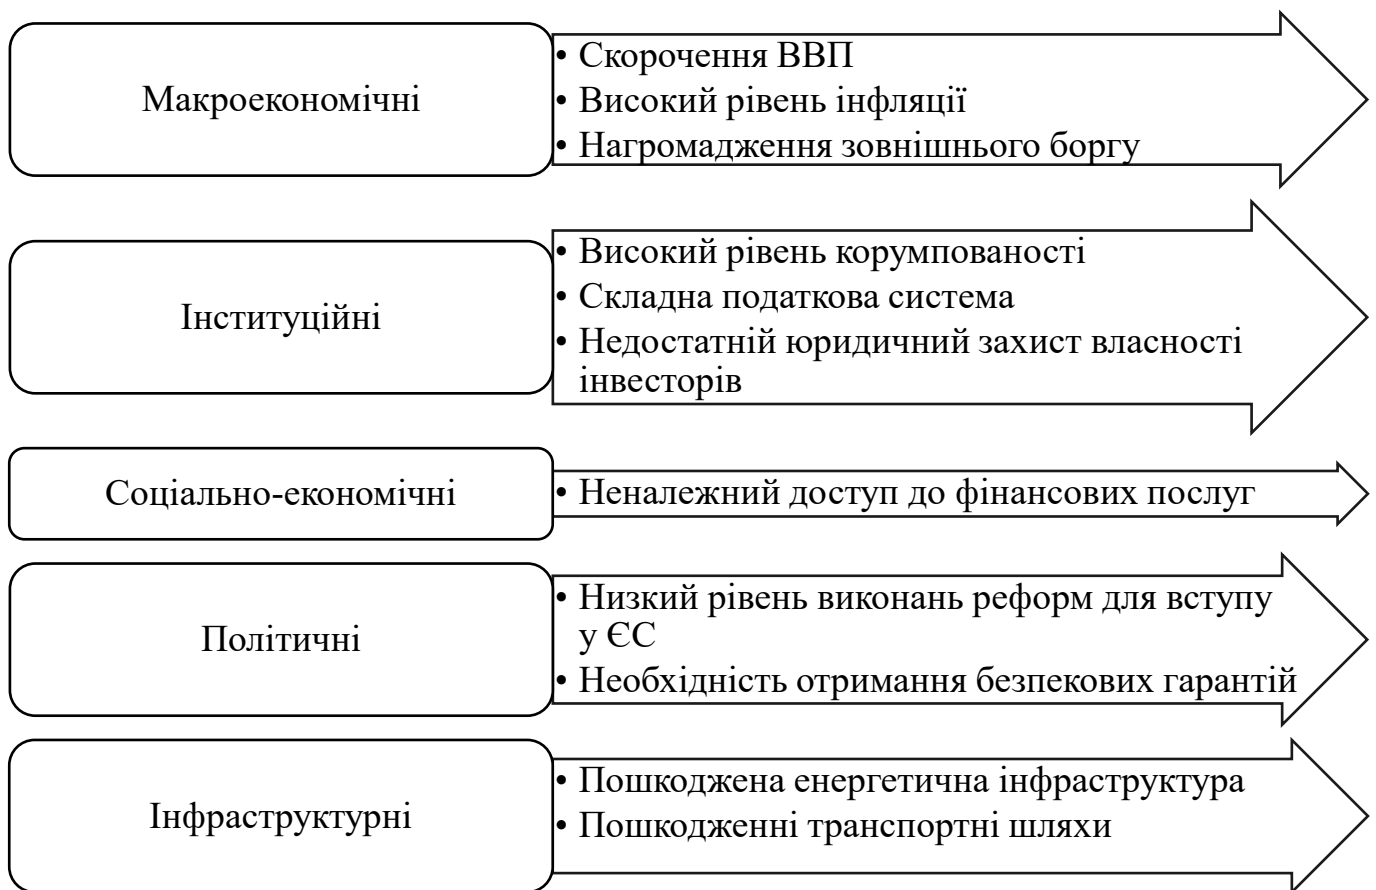 Макроекономічні
• Скорочення ВВП
• Високий рівень інфляції
• Нагромадження зовнішнього боргу
Інституційні
• Високий рівень корумпованості
• Складна податкова система
• Недостатній юридичний захист власності
інвесторів
Соціально-економічні
• Неналежний доступ до фінансових послуг
Політичні
• Низкий рівень виконань реформ для вступу
у ЄС
• Необхідність отримання безпекових гарантій
Інфраструктурні
• Пошкоджена енергетична інфраструктура
• Пошкодженні транспортні шляхи